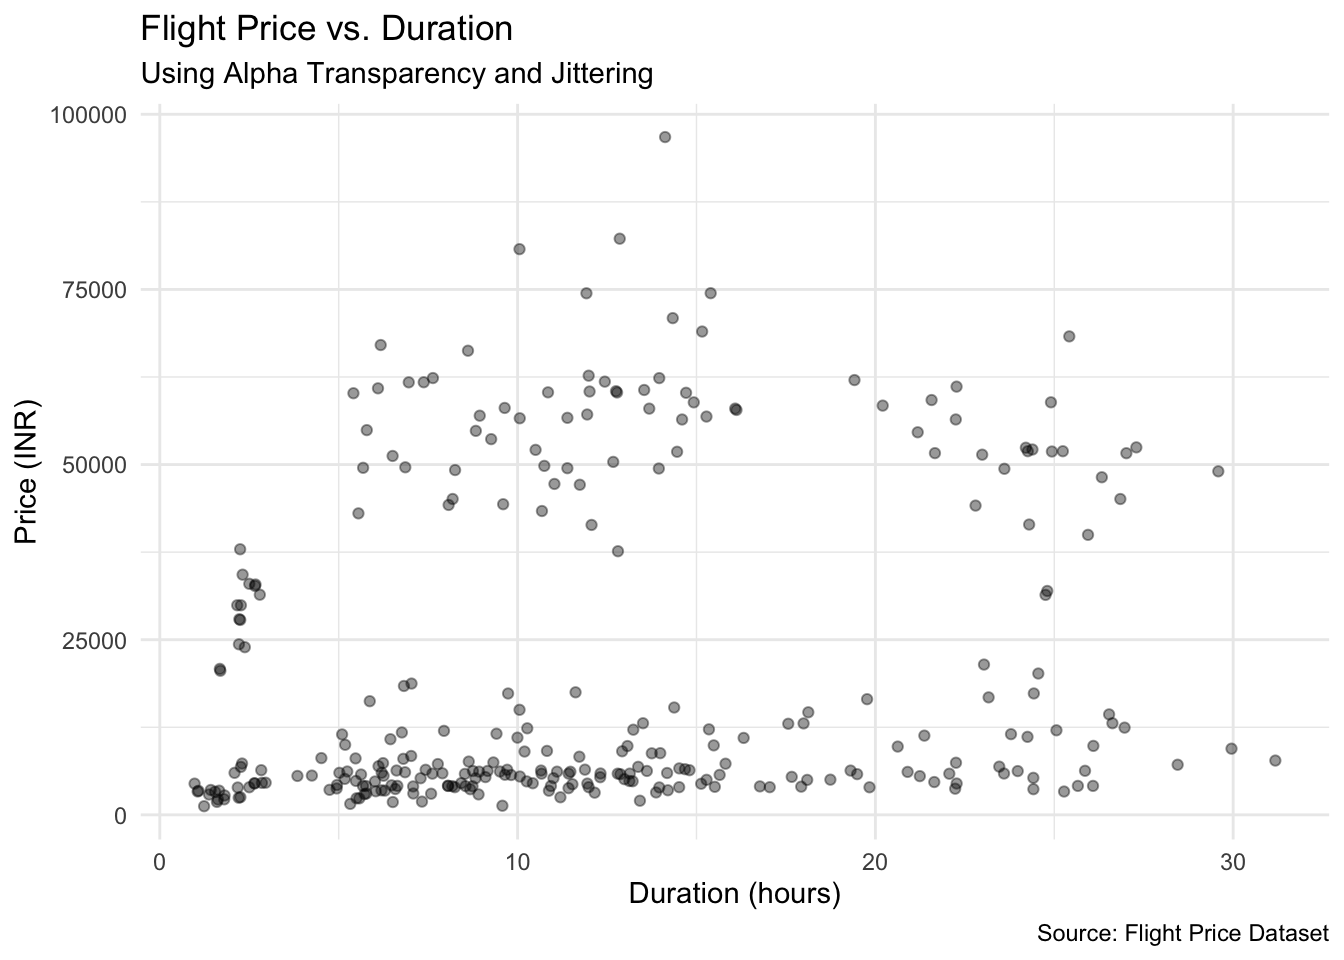 Flight Price vs. Duration
Using Alpha Transparency and Jittering
100000
75000
50000
25000
0
Price (INR)
0 10 20 30
Duration (hours)
Source: Flight Price Dataset